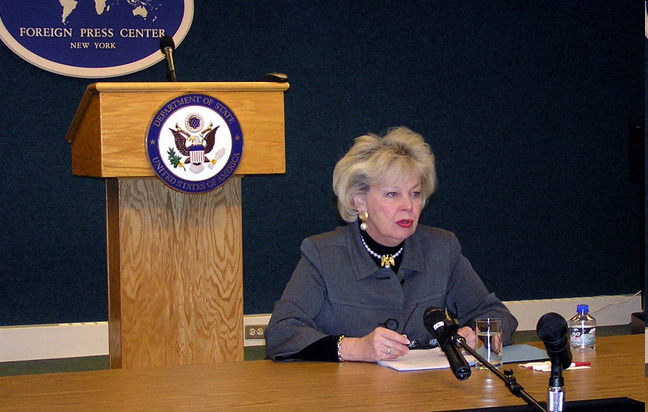 FOREIGN PRESS CENTER
NEW YORK
DEPARTMENT OF STATE
UNITED STATES OF AMERICA